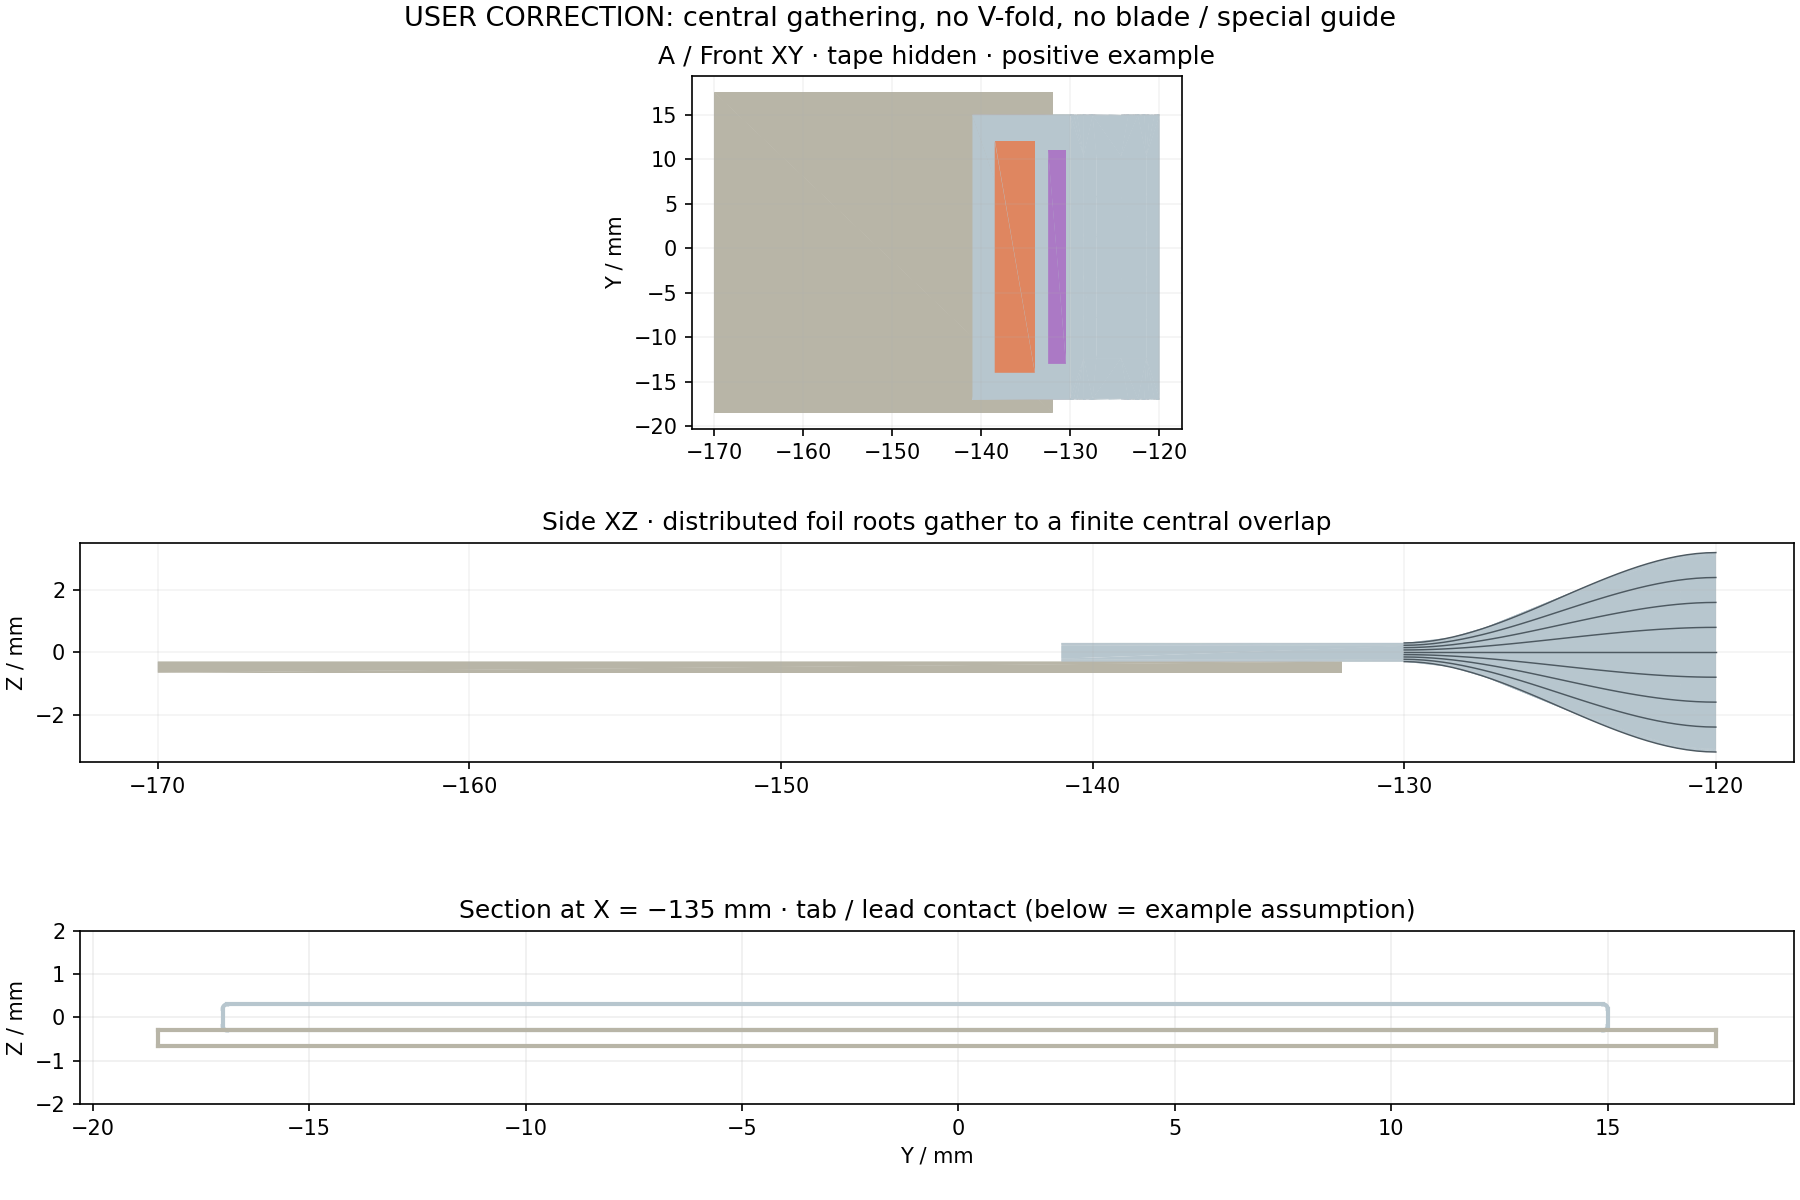 USER CORRECTION: central gathering, no V-fold, no blade / special guide
A / Front XY · tape hidden · positive example
15
10
5
0
−5
−10
−15
−20
Y / mm
−170 −160 −150 −140 −130 −120
Side XZ · distributed foil roots gather to a finite central overlap
2
0
−2
Z / mm
−170 −160 −150 −140 −130 −120
Section at X = −135 mm · tab / lead contact (below = example assumption)
2
1
0
−1
−2
Z / mm
−20 −15 −10 −5 0 5 10 15
Y / mm